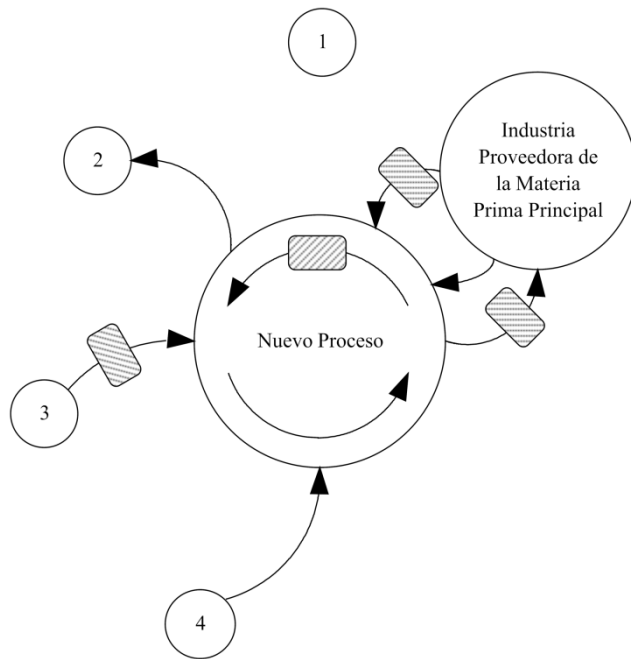 1
Industria
Proveedora de
la Materia
Prima Principal
2
Nuevo Proceso
3
4